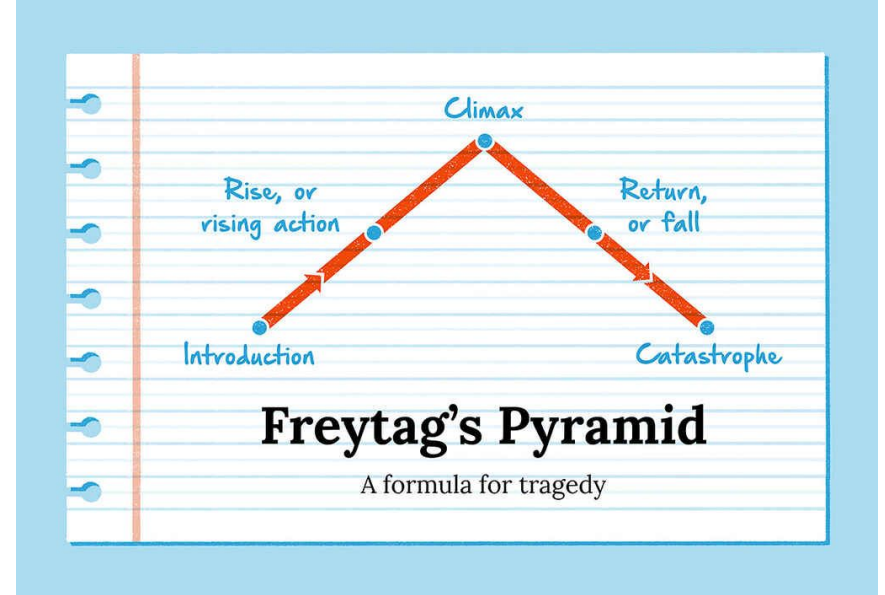 Climax
Rise, or
rising action
Return,
or fall
Introduction
Catastrophe
Freytag’s Pyramid
A formula for tragedy